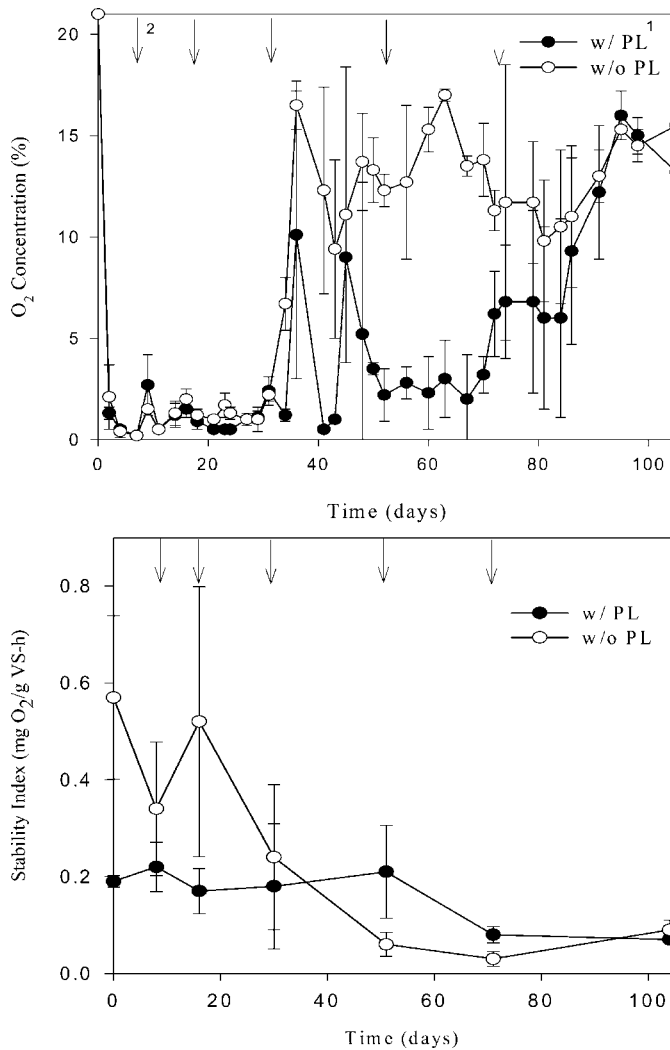 20
15
10
5
0
O2 Concentration (%)
2
w/ PL1
w/o PL
0 20 40 60 80 100
Time (days)
0.8
0.6
0.4
0.2
0.0
Stability Index (mg O2/g VS-h)
w/ PL
w/o PL
0 20 40 60 80 100
Time (days)